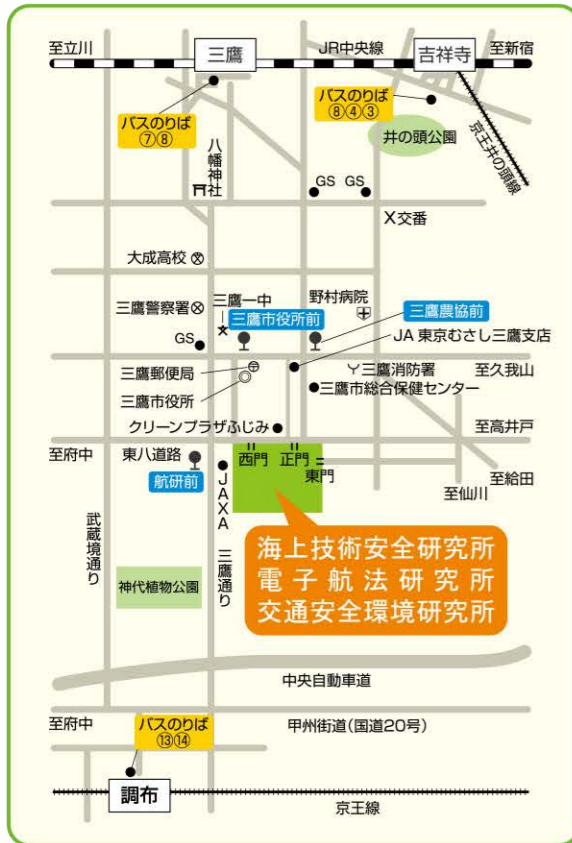 至立川
三鷹
JR中央線
吉祥寺
至新宿
バスのりば
⑦⑧
バスのりば
⑧④③
井の頭公園
京王井の頭線
八幡神社
GS
GS
X交番
大成高校
三鷹一中
野村病院
三鷹警察署
三鷹市役所前
三鷹農協前
GS
JA東京むさし三鷹支店
三鷹郵便局
三鷹消防署
至久我山
三鷹市役所
三鷹市総合保健センター
クリーンプラザふじみ
至高井戸
至府中
東八道路
西門
正門
東門
航研前
至給田
至仙川
JAXA
武蔵境通り
三鷹通り
海上技術安全研究所
電子航法研究所
交通安全環境研究所
神代植物公園
中央自動車道
至府中
バスのりば
⑬⑭
甲州街道(国道20号)
調布
京王線